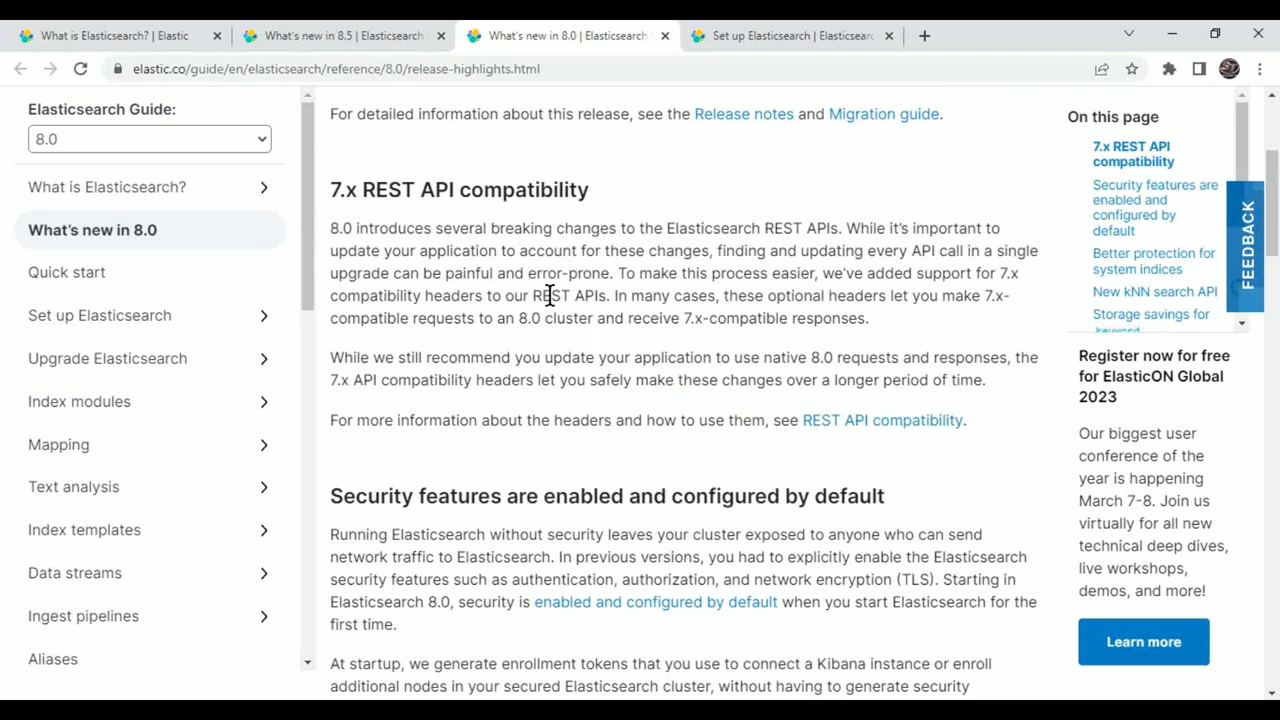 What is Elasticsearch? | Elastic
What's new in 8.5 | Elasticsearch
What's new in 8.0 | Elasticsearch
Set up Elasticsearch | Elasticsearc
elastic.co/guide/en/elasticsearch/reference/8.0/release-highlights.html
Elasticsearch Guide:
8.0
What is Elasticsearch?
What's new in 8.0
Quick start
Set up Elasticsearch
Upgrade Elasticsearch
Index modules
Mapping
Text analysis
Index templates
Data streams
Ingest pipelines
Aliases
For detailed information about this release, see the Release notes and Migration guide.
7.x REST API compatibility
8.0 introduces several breaking changes to the Elasticsearch REST APIs. While it's important to
update your application to account for these changes, finding and updating every API call in a single
upgrade can be painful and error-prone. To make this process easier, we've added support for 7.x
compatibility headers to our REST APIs. In many cases, these optional headers let you make 7.x-
compatible requests to an 8.0 cluster and receive 7.x-compatible responses.
While we still recommend you update your application to use native 8.0 requests and responses, the
7.x API compatibility headers let you safely make these changes over a longer period of time.
For more information about the headers and how to use them, see REST API compatibility.
Security features are enabled and configured by default
Running Elasticsearch without security leaves your cluster exposed to anyone who can send
network traffic to Elasticsearch. In previous versions, you had to explicitly enable the Elasticsearch
security features such as authentication, authorization, and network encryption (TLS). Starting in
Elasticsearch 8.0, security is enabled and configured by default when you start Elasticsearch for the
first time.
At startup, we generate enrollment tokens that you use to connect a Kibana instance or enroll
additional nodes in your secured Elasticsearch cluster, without having to generate security
On this page
7.x REST API
compatibility
Security features are
enabled and
configured by
default
Better protection for
system indices
New kNN search API
Storage savings for
keyword
FEEDBACK
Register now for free
for ElasticON Global
2023
Our biggest user
conference of the
year is happening
March 7-8. Join us
virtually for all new
technical deep dives,
live workshops,
demos, and more!
Learn more